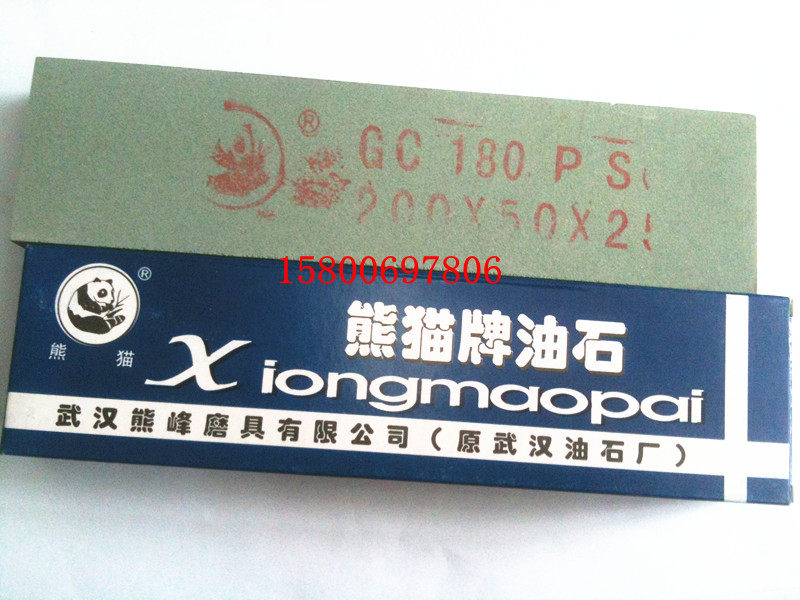 ® GC 180 P S
200X50X25
15800697806
®
熊猫
熊猫牌油石
Xiongmaopai
武汉熊峰磨具有限公司(原武汉油石厂)